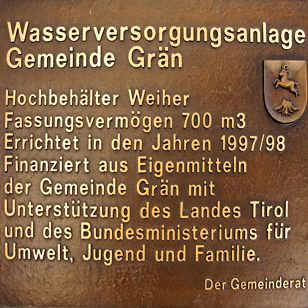 Wasserversorgungsanlage
Gemeinde Grän
Hochbehälter Weiher
Fassungsvermögen 700 m3
Errichtet in den Jahren 1997/98
Finanziert aus Eigenmitteln
der Gemeinde Grän mit
Unterstützung des Landes Tirol
und des Bundesministeriums für
Umwelt, Jugend und Familie.
Der Gemeinderat